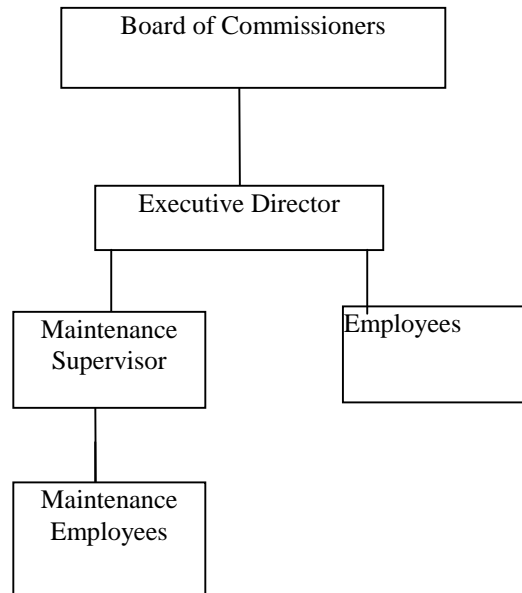 Board of Commissioners
Executive Director
Maintenance
Supervisor
Employees
Maintenance
Employees